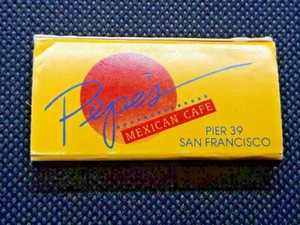 Pepe's
MEXICAN CAFE
PIER 39
SAN FRANCISCO